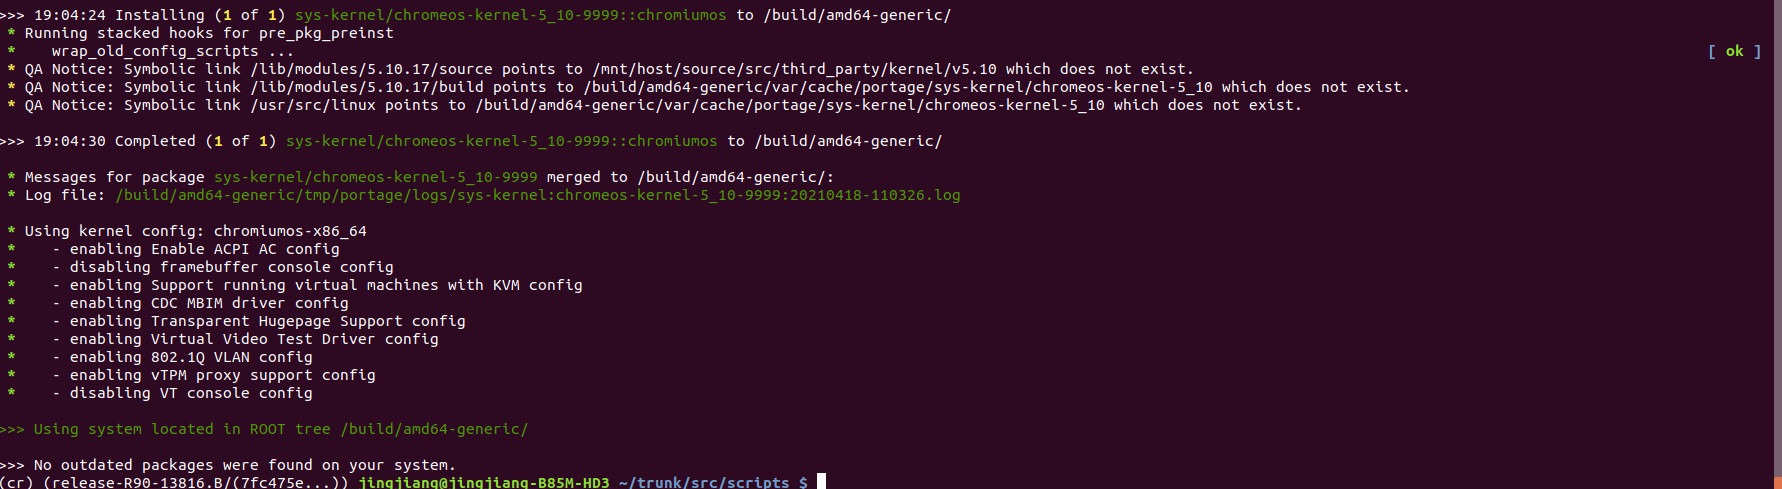 >>> 19:04:24 Installing (1 of 1) sys-kernel/chromeos-kernel-5_10-9999::chromiumos to /build/amd64-generic/
* Running stacked hooks for pre_pkg_preinst
*    wrap_old_config_scripts ... [ ok ]
* QA Notice: Symbolic link /lib/modules/5.10.17/source points to /mnt/host/source/src/third_party/kernel/v5.10 which does not exist.
* QA Notice: Symbolic link /lib/modules/5.10.17/build points to /build/amd64-generic/var/cache/portage/sys-kernel/chromeos-kernel-5_10 which does not exist.
* QA Notice: Symbolic link /usr/src/linux points to /build/amd64-generic/var/cache/portage/sys-kernel/chromeos-kernel-5_10 which does not exist.
>>> 19:04:30 Completed (1 of 1) sys-kernel/chromeos-kernel-5_10-9999::chromiumos to /build/amd64-generic/
* Messages for package sys-kernel/chromeos-kernel-5_10-9999 merged to /build/amd64-generic/:
* Log file: /build/amd64-generic/tmp/portage/logs/sys-kernel:chromeos-kernel-5_10-9999:20210418-110326.log
* Using kernel config: chromiumos-x86_64
*    - enabling Enable ACPI AC config
*    - disabling framebuffer console config
*    - enabling Support running virtual machines with KVM config
*    - enabling CDC MBIM driver config
*    - enabling Transparent Hugepage Support config
*    - enabling Virtual Video Test Driver config
*    - enabling 802.1Q VLAN config
*    - enabling vTPM proxy support config
*    - disabling VT console config
>>> Using system located in ROOT tree /build/amd64-generic/
>>> No outdated packages were found on your system.
(cr) (release-R90-13816.B/(7fc475e...)) jingjiang@jingjiang-B85M-HD3 ~/trunk/src/scripts $